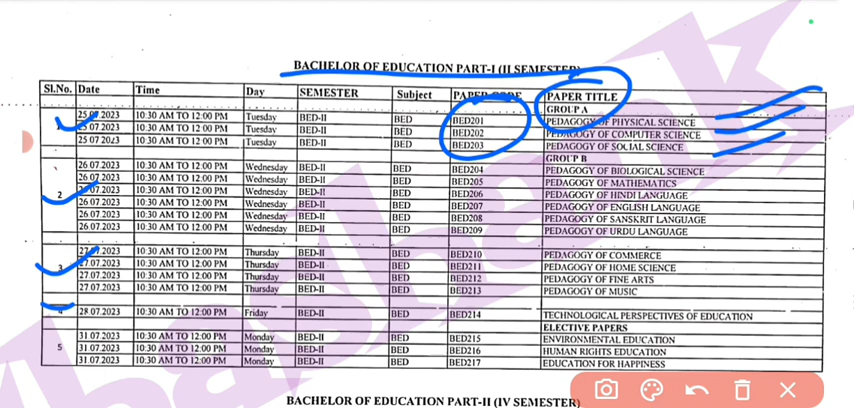 BACHELOR OF EDUCATION PART-I (II SEMESTER)
Sl.No. Date Time Day SEMESTER Subject PAPER CODE PAPER TITLE
GROUP A
1 25.07.2023 10:30 AM TO 12:00 PM Tuesday BED-II BED BED201 PEDAGOGY OF PHYSICAL SCIENCE
25.07.2023 10:30 AM TO 12:00 PM Tuesday BED-II BED BED202 PEDAGOGY OF COMPUTER SCIENCE
25 07 2023 10:30 AM TO 12:00 PM Tuesday BED-II BED BED203 PEDAGOGY OF SOCIAL SCIENCE
GROUP B
26.07.2023 10:30 AM TO 12:00 PM Wednesday BED-II BED BED204 PEDAGOGY OF BIOLOGICAL SCIENCE
26.07.2023 10:30 AM TO 12:00 PM Wednesday BED-II BED BED205 PEDAGOGY OF MATHEMATICS
2 26.07.2023 10:30 AM TO 12:00 PM Wednesday BED-II BED BED206 PEDAGOGY OF HINDI LANGUAGE
26.07.2023 10:30 AM TO 12:00 PM Wednesday BED-II BED BED207 PEDAGOGY OF ENGLISH LANGUAGE
26.07.2023 10:30 AM TO 12:00 PM Wednesday BED-II BED BED208 PEDAGOGY OF SANSKRIT LANGUAGE
26.07.2023 10:30 AM TO 12:00 PM Wednesday BED-II BED BED209 PEDAGOGY OF URDU LANGUAGE
27.07.2023 10:30 AM TO 12:00 PM Thursday BED-II BED BED210 PEDAGOGY OF COMMERCE
3 27.07.2023 10:30 AM TO 12:00 PM Thursday BED-II BED BED211 PEDAGOGY OF HOME SCIENCE
27.07.2023 10:30 AM TO 12:00 PM Thursday BED-II BED BED212 PEDAGOGY OF FINE ARTS
27.07.2023 10:30 AM TO 12:00 PM Thursday BED-II BED BED213 PEDAGOGY OF MUSIC
4 28.07.2023 10:30 AM TO 12:00 PM Friday BED-II BED BED214 TECHNOLOGICAL PERSPECTIVES OF EDUCATION
ELECTIVE PAPERS
31 07 2023 10:30 AM TO 12:00 PM Monday BED-II BED BED215 ENVIRONMENTAL EDUCATION
5 31 07 2023 10:30 AM TO 12:00 PM Monday BED-II BED BED216 HUMAN RIGHTS EDUCATION
31.07.2023 10:30 AM TO 12:00 PM Monday BED-II BED BED217 EDUCATION FOR HAPPINESS
BACHELOR OF EDUCATION PART-II (IV SEMESTER)